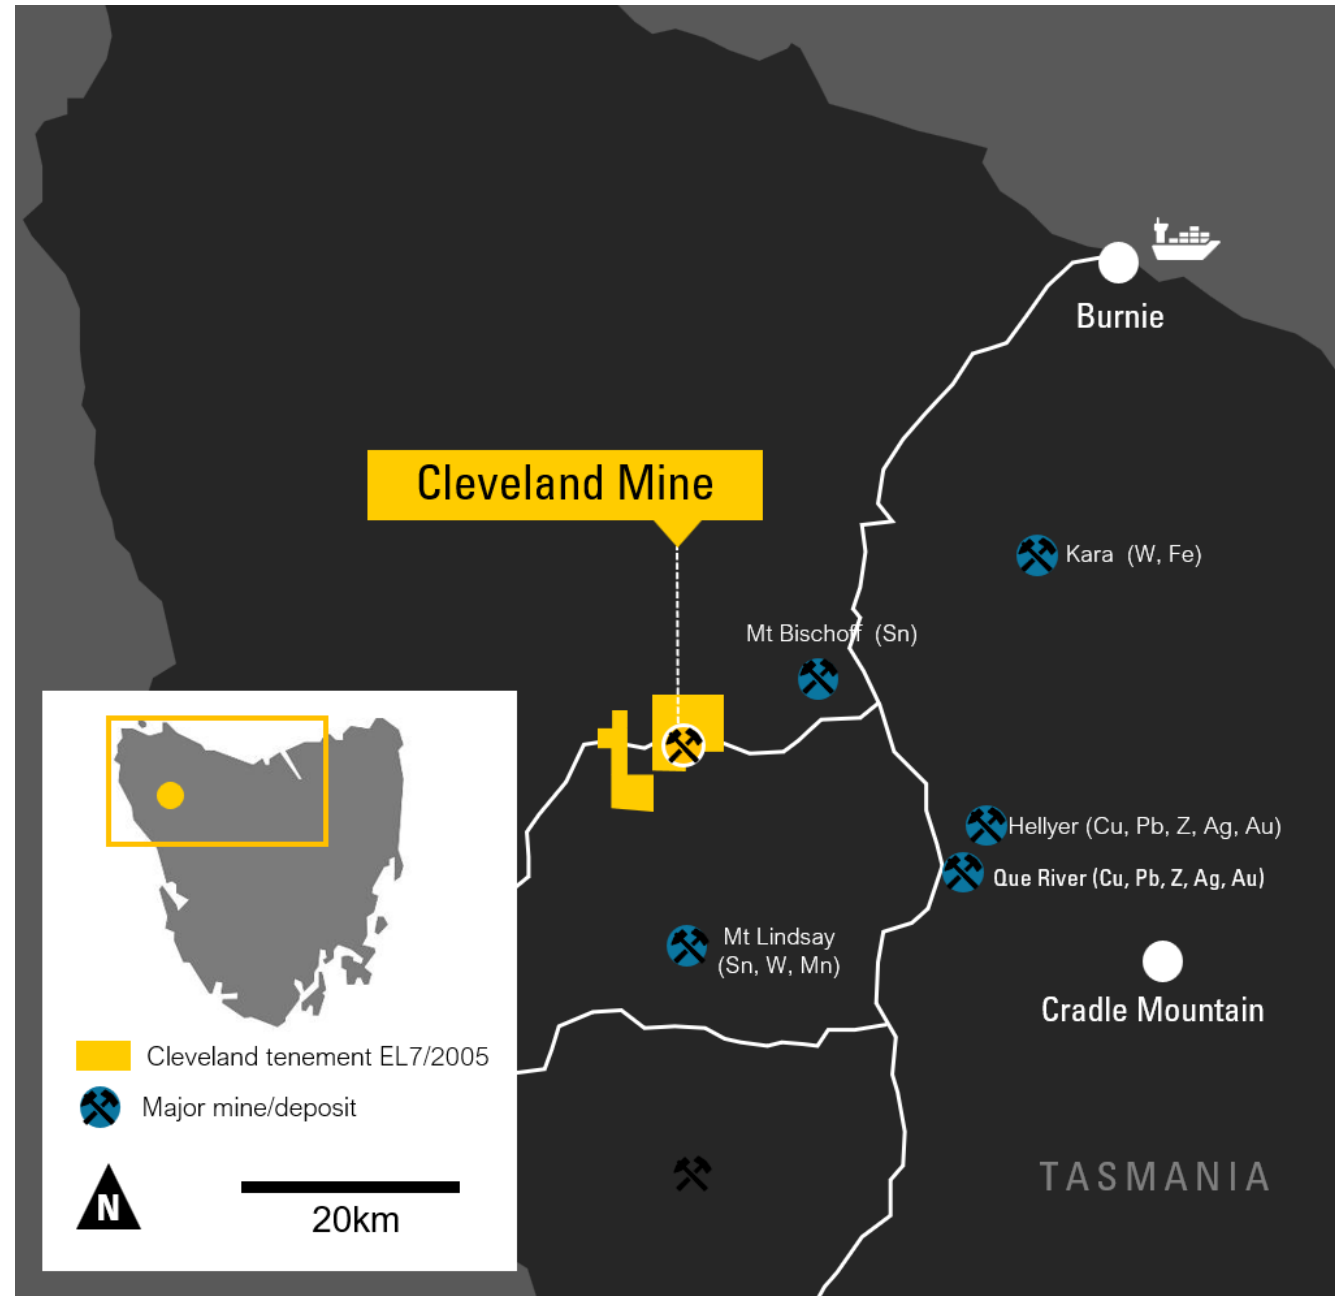 Burnie
Cleveland Mine
Kara (W, Fe)
Mt Bischoff (Sn)
Hellyer (Cu, Pb, Z, Ag, Au)
Que River (Cu, Pb, Z, Ag, Au)
Mt Lindsay
(Sn, W, Mn)
Cradle Mountain
TASMANIA
Cleveland tenement EL7/2005
Major mine/deposit
N
20km